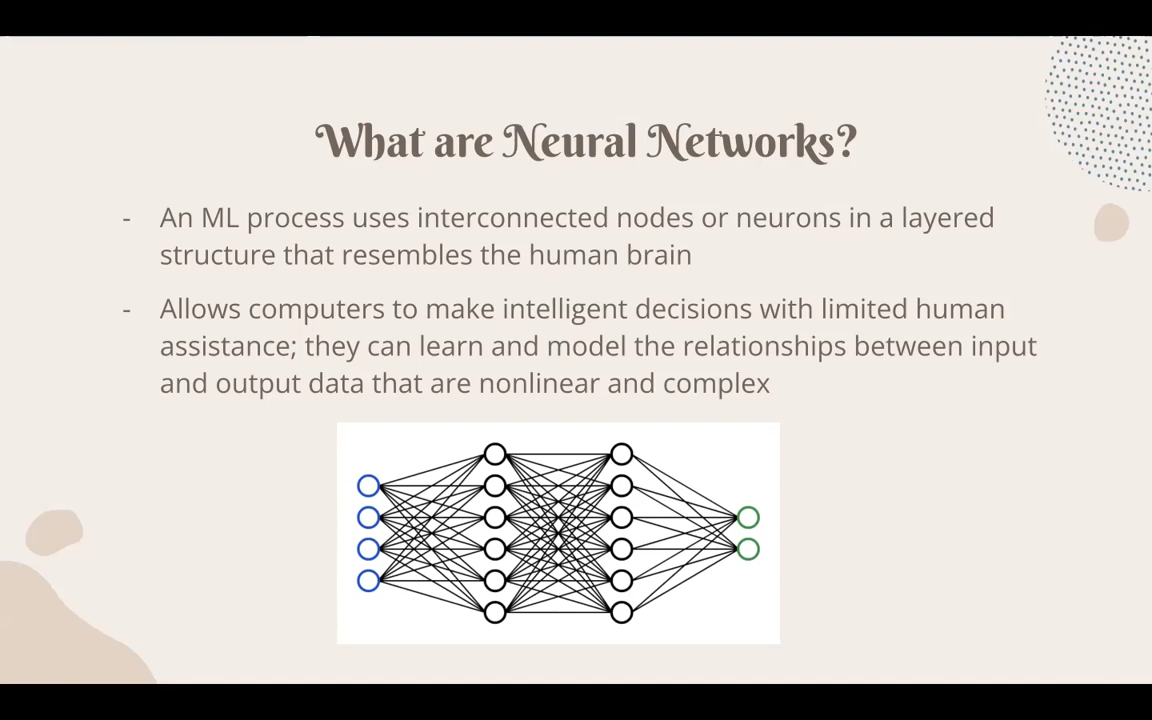 What are Neural Networks?
- An ML process uses interconnected nodes or neurons in a layered
structure that resembles the human brain
- Allows computers to make intelligent decisions with limited human
assistance; they can learn and model the relationships between input
and output data that are nonlinear and complex